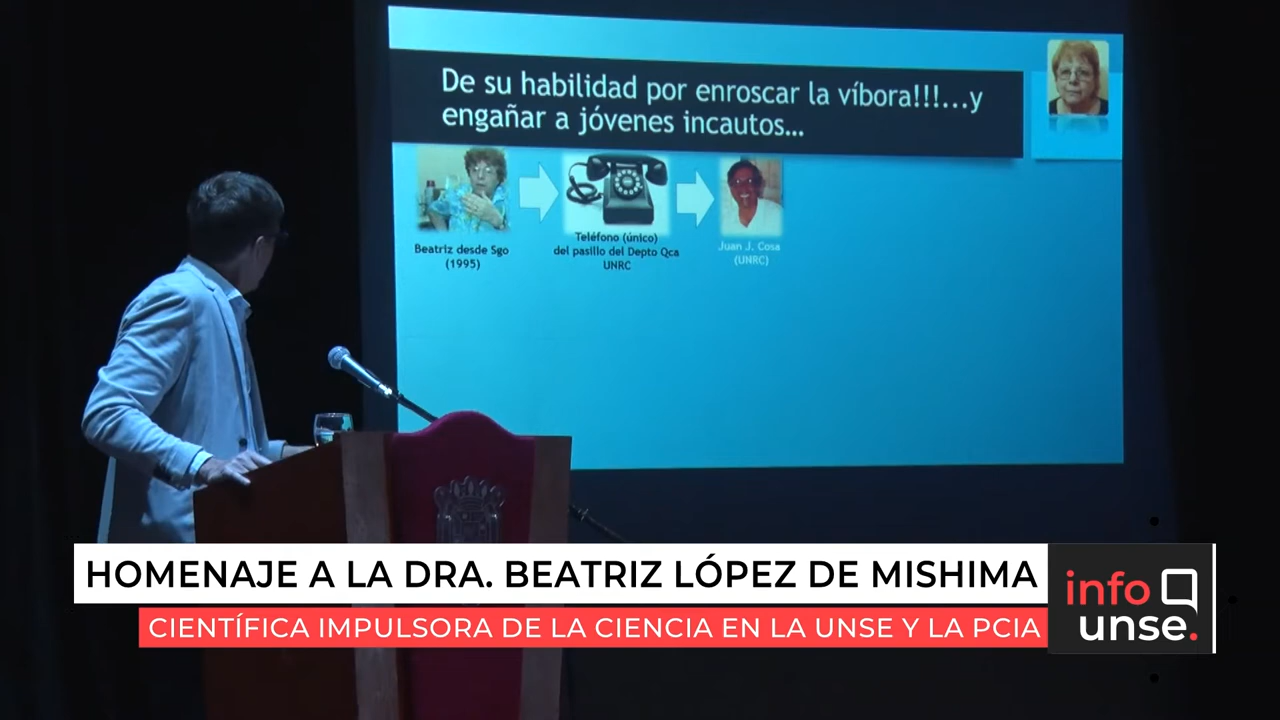 De su habilidad por enroscar la víbora!!!...y
engañar a jóvenes incautos...
Beatriz desde Sgo
(1995)
Teléfono (único)
del pasillo del Depto Qca
UNRC
Juan J. Cosa
(UNRC)
HOMENAJE A LA DRA. BEATRIZ LÓPEZ DE MISHIMA
CIENTÍFICA IMPULSORA DE LA CIENCIA EN LA UNSE Y LA PCIA
info
unse.